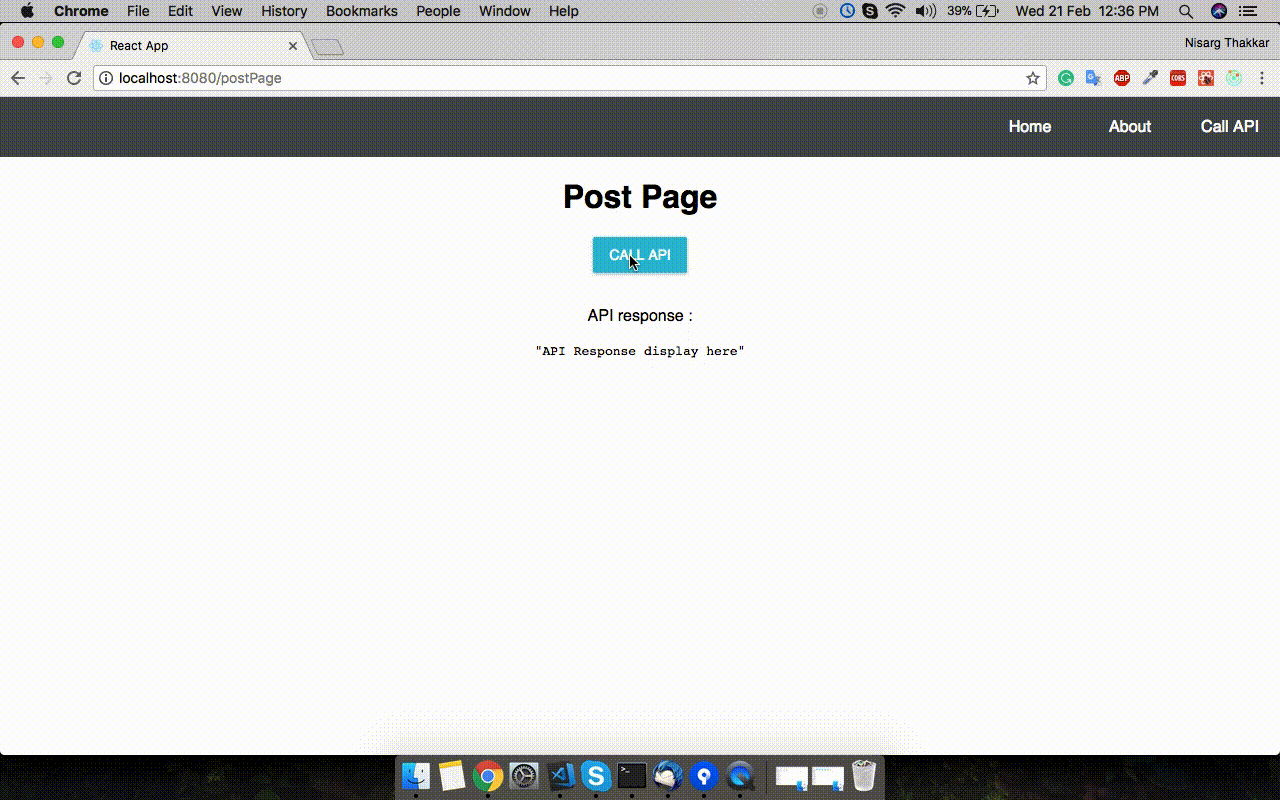 Chrome File Edit View History Bookmarks People Window Help 39% Wed 21 Feb 12:36 PM
React App
Nisarg Thakkar
localhost:8080/postPage
ABP
CORS
Home About Call API
Post Page
CALL API
API response :
"API Response display here"